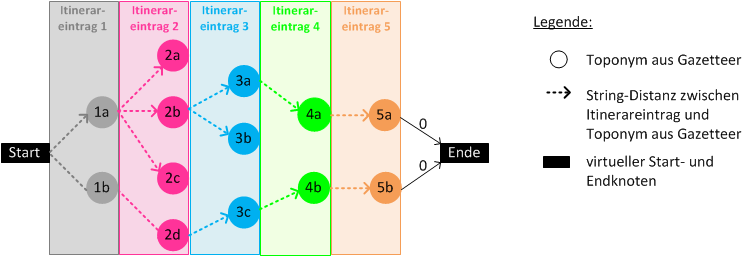 Itinerar-
eintrag 1
Itinerar-
eintrag 2
Itinerar-
eintrag 3
Itinerar-
eintrag 4
Itinerar-
eintrag 5
2a
3a
1a
2b
4a
5a
0
3b
Start
Ende
0
1b
2c
4b
5b
3c
2d
Legende:
Toponym aus Gazetteer
String-Distanz zwischen
Itinerareintrag und
Toponym aus Gazetteer
virtueller Start- und
Endknoten